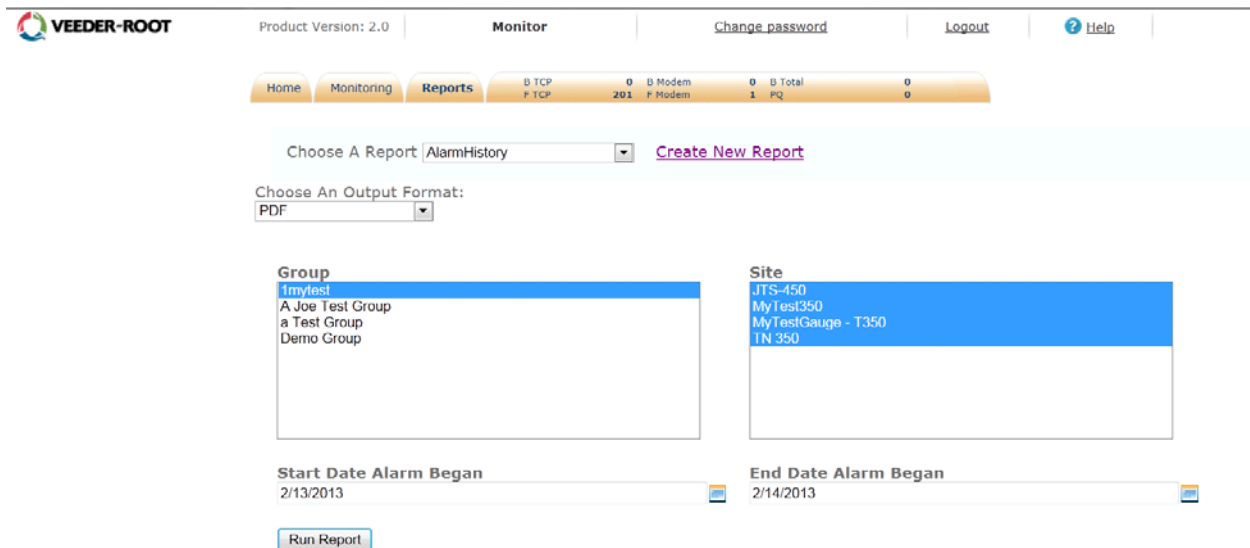 VEEDER-ROOT Product Version: 2.0 Monitor Change password Logout ? Help
Home Monitoring Reports B TCP 0 B Modem 0 B Total 0
F TCP 201 F Modem 1 PQ 0
Choose A Report AlarmHistory Create New Report
Choose An Output Format:
PDF
Group Site
1mytest JTS-450
A Joe Test Group MyTest350
a Test Group MyTestGauge - T350
Demo Group TN 350
Start Date Alarm Began End Date Alarm Began
2/13/2013 2/14/2013
Run Report